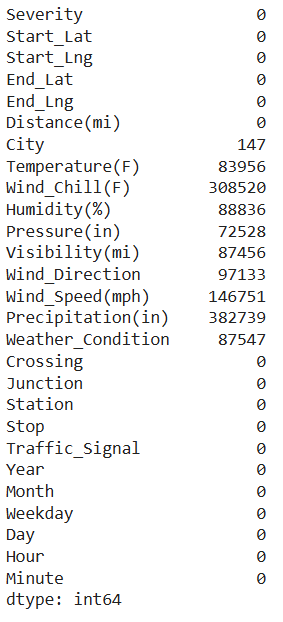 Severity 0
Start_Lat 0
Start_Lng 0
End_Lat 0
End_Lng 0
Distance(mi) 0
City 147
Temperature(F) 83956
Wind_Chill(F) 308520
Humidity(%) 88836
Pressure(in) 72528
Visibility(mi) 87456
Wind_Direction 97133
Wind_Speed(mph) 146751
Precipitation(in) 382739
Weather_Condition 87547
Crossing 0
Junction 0
Station 0
Stop 0
Traffic_Signal 0
Year 0
Month 0
Weekday 0
Day 0
Hour 0
Minute 0
dtype: int64